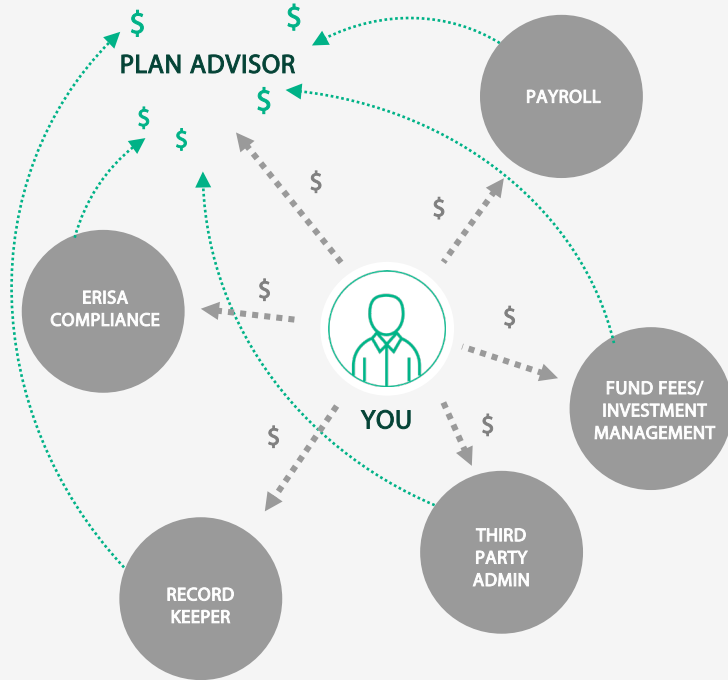 $
$
PLAN ADVISOR
$
$
$
PAYROLL
$
$
ERISA
COMPLIANCE
$
$
FUND FEES/
INVESTMENT
MANAGEMENT
YOU
$
$
THIRD
PARTY
ADMIN
RECORD
KEEPER